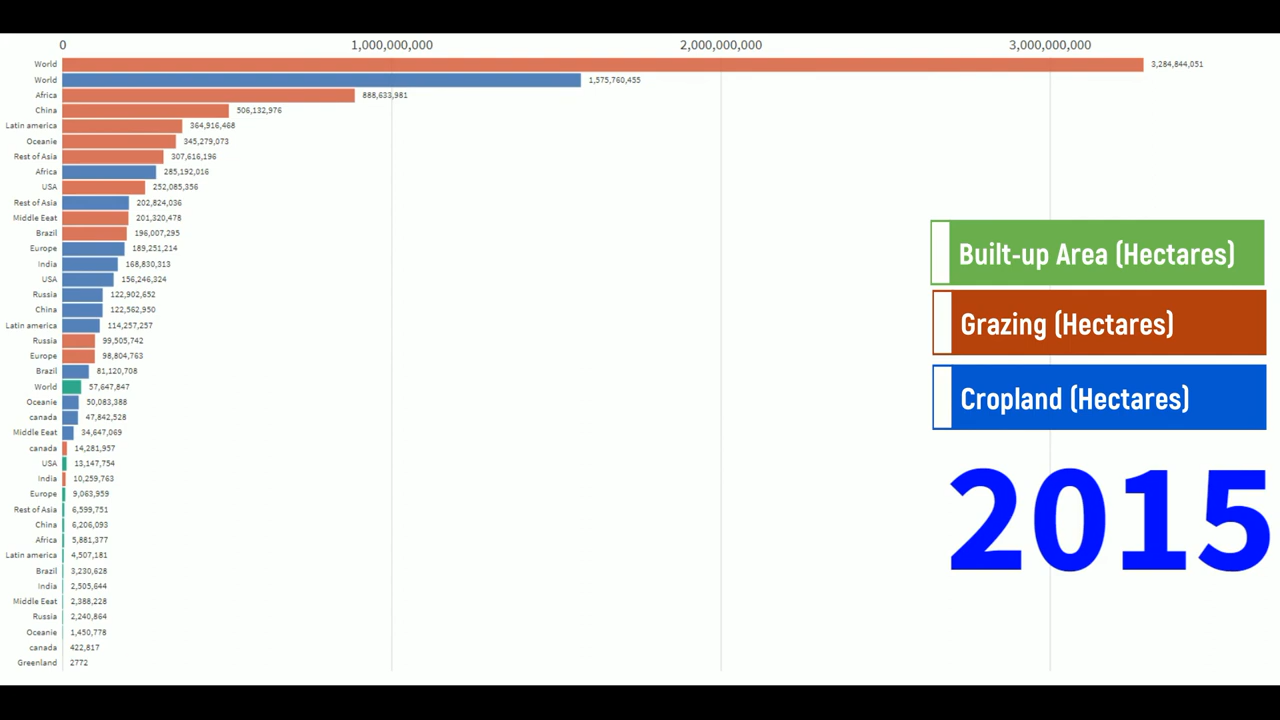 0 1,000,000,000 2,000,000,000 3,000,000,000
World 3,284,844,051
World 1,575,760,455
Africa 888,633,981
China 506,132,976
Latin america 364,916,468
Oceanie 345,279,073
Rest of Asia 307,616,196
Africa 285,192,016
USA 252,085,356
Rest of Asia 202,824,036
Middle Eeat 201,320,478
Brazil 196,007,295
Europe 189,251,214
India 168,830,313
USA 156,246,324
Russia 122,902,652
China 122,562,950
Latin america 114,257,257
Russia 99,505,742
Europe 98,804,763
Brazil 81,120,708
World 57,647,847
Oceanie 50,083,388
canada 47,842,528
Middle Eeat 34,647,069
canada 14,281,957
USA 13,147,754
India 10,259,763
Europe 9,063,959
Rest of Asia 6,599,751
China 6,206,093
Africa 5,881,377
Latin america 4,507,181
Brazil 3,230,628
India 2,505,644
Middle Eeat 2,388,228
Russia 2,240,864
Oceanie 1,450,778
canada 422,817
Greenland 2772
Built-up Area (Hectares)
Grazing (Hectares)
Cropland (Hectares)
2015